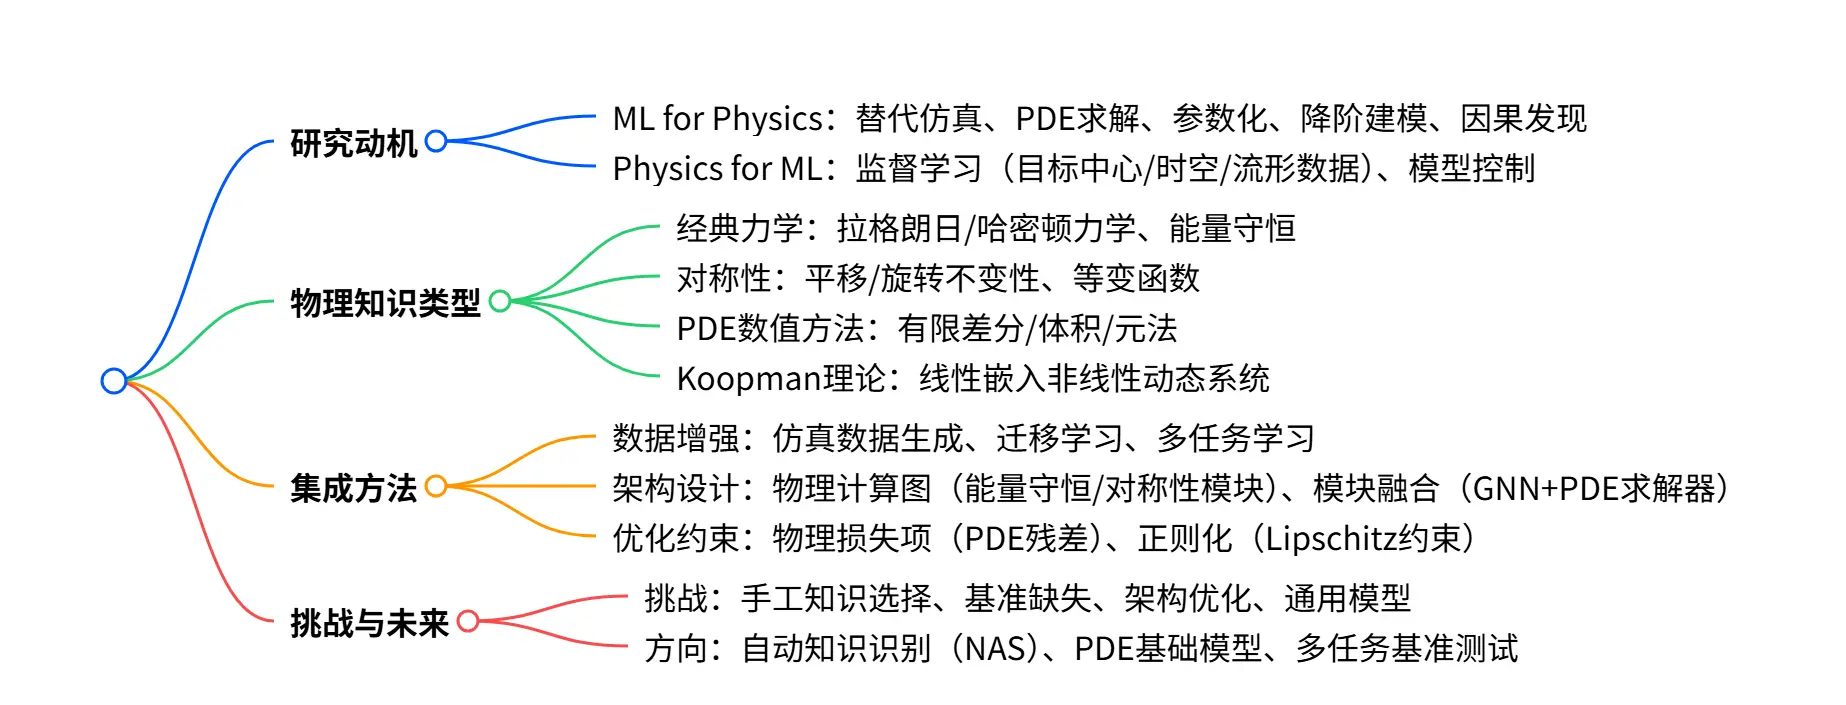 研究动机
ML for Physics：替代仿真、PDE求解、参数化、降阶建模、因果发现
Physics for ML：监督学习（目标中心/时空/流形数据）、模型控制
物理知识类型
经典力学：拉格朗日/哈密顿力学、能量守恒
对称性：平移/旋转不变性、等变函数
PDE数值方法：有限差分/体积/元法
Koopman理论：线性嵌入非线性动态系统
集成方法
数据增强：仿真数据生成、迁移学习、多任务学习
架构设计：物理计算图（能量守恒/对称性模块）、模块融合（GNN+PDE求解器）
优化约束：物理损失项（PDE残差）、正则化（Lipschitz约束）
挑战与未来
挑战：手工知识选择、基准缺失、架构优化、通用模型
方向：自动知识识别（NAS）、PDE基础模型、多任务基准测试